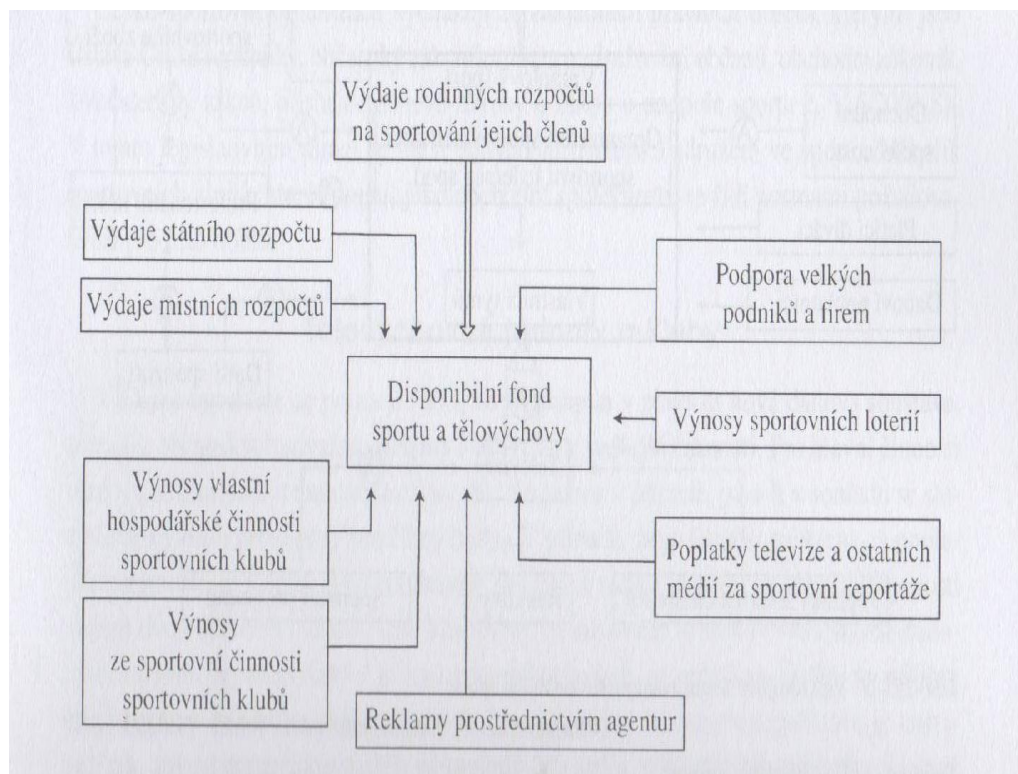 Výdaje rodinných rozpočtů
na sportování jejich členů
Výdaje státního rozpočtu
Výdaje místních rozpočtů
Podpora velkých
podniků a firem
Disponibilní fond
sportu a tělovýchovy
Výnosy sportovních loterií
Výnosy vlastní
hospodářské činnosti
sportovních klubů
Poplatky televize a ostatních
médií za sportovní reportáže
Výnosy
ze sportovní činnosti
sportovních klubů
Reklamy prostřednictvím agentur